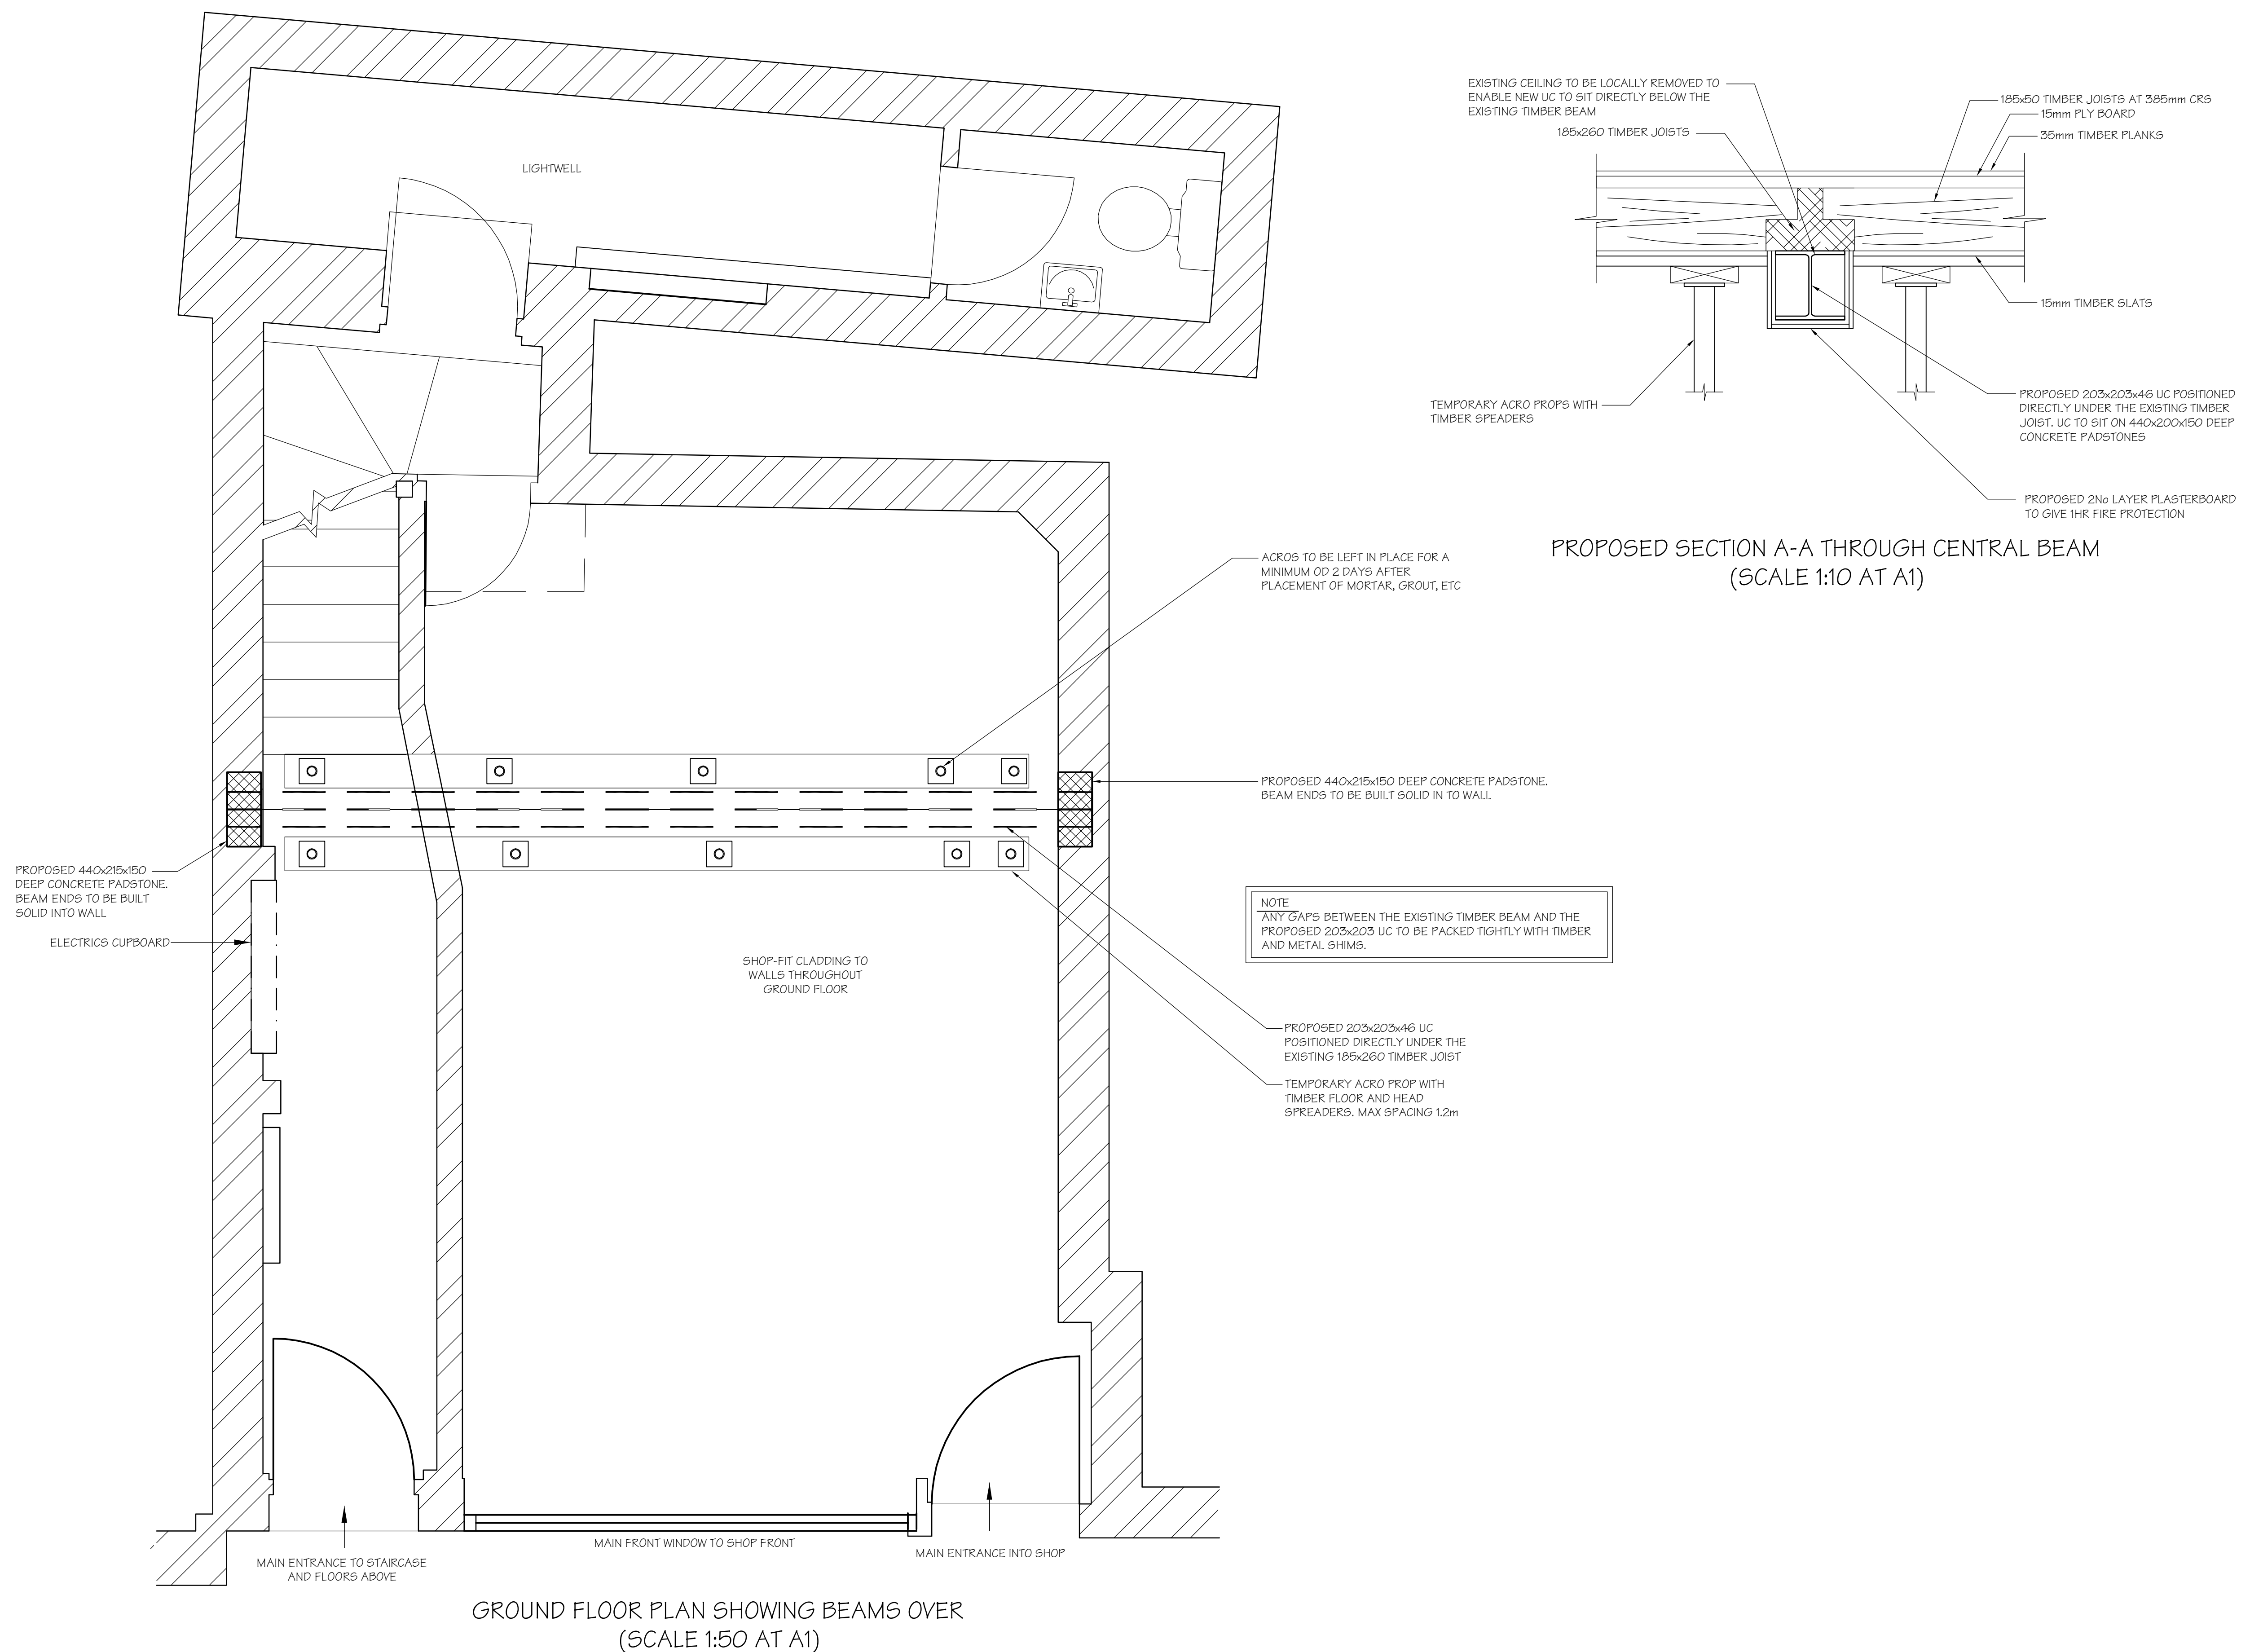 LIGHTWELL
EXISTING CEILING TO BE LOCALLY REMOVED TO
ENABLE NEW UC TO SIT DIRECTLY BELOW THE
EXISTING TIMBER BEAM
185x260 TIMBER JOISTS
185x50 TIMBER JOISTS AT 385mm CRS
15mm PLY BOARD
35mm TIMBER PLANKS
15mm TIMBER SLATS
TEMPORARY ACRO PROPS WITH
TIMBER SPEADERS
PROPOSED 203x203x46 UC POSITIONED
DIRECTLY UNDER THE EXISTING TIMBER
JOIST. UC TO SIT ON 440x200x150 DEEP
CONCRETE PADSTONES
PROPOSED 2No LAYER PLASTERBOARD
TO GIVE 1HR FIRE PROTECTION
PROPOSED SECTION A-A THROUGH CENTRAL BEAM
(SCALE 1:10 AT A1)
ACROS TO BE LEFT IN PLACE FOR A
MINIMUM OD 2 DAYS AFTER
PLACEMENT OF MORTAR, GROUT, ETC
PROPOSED 440x215x150 DEEP CONCRETE PADSTONE.
BEAM ENDS TO BE BUILT SOLID IN TO WALL
PROPOSED 440x215x150
DEEP CONCRETE PADSTONE.
BEAM ENDS TO BE BUILT
SOLID INTO WALL
ELECTRICS CUPBOARD
NOTE
ANY GAPS BETWEEN THE EXISTING TIMBER BEAM AND THE
PROPOSED 203x203 UC TO BE PACKED TIGHTLY WITH TIMBER
AND METAL SHIMS.
SHOP-FIT CLADDING TO
WALLS THROUGHOUT
GROUND FLOOR
PROPOSED 203x203x46 UC
POSITIONED DIRECTLY UNDER THE
EXISTING 185x260 TIMBER JOIST
TEMPORARY ACRO PROP WITH
TIMBER FLOOR AND HEAD
SPREADERS. MAX SPACING 1.2m
MAIN FRONT WINDOW TO SHOP FRONT
MAIN ENTRANCE INTO SHOP
MAIN ENTRANCE TO STAIRCASE
AND FLOORS ABOVE
GROUND FLOOR PLAN SHOWING BEAMS OVER
(SCALE 1:50 AT A1)